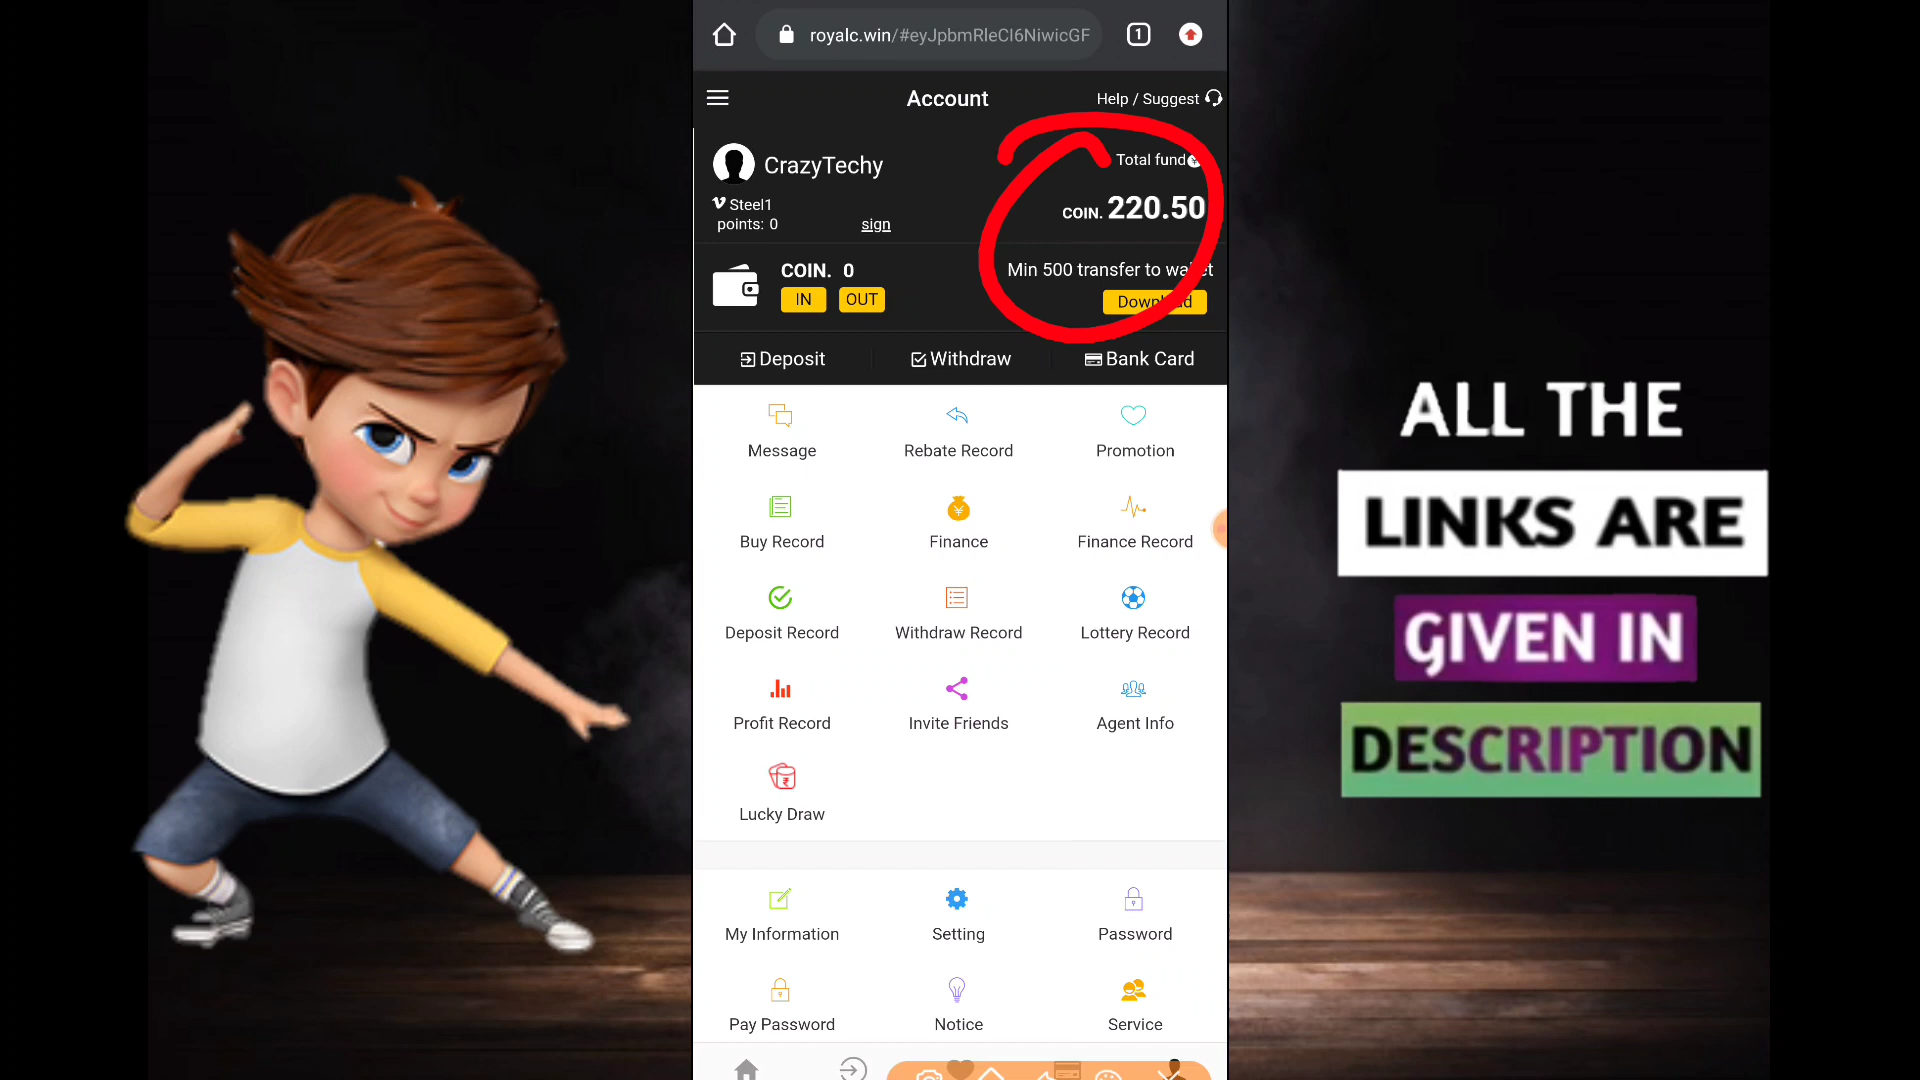 royalc.win/#eyJpbmRleCI6NiwicGF
1
Account
Help / Suggest
CrazyTechy
Total fund
Steel1
COIN. 220.50
points: 0
sign
COIN. 0
Min 500 transfer to wallet
IN
OUT
Download
Deposit
Withdraw
Bank Card
Message
Rebate Record
Promotion
Buy Record
Finance
Finance Record
Deposit Record
Withdraw Record
Lottery Record
Profit Record
Invite Friends
Agent Info
Lucky Draw
My Information
Setting
Password
Pay Password
Notice
Service
ALL THE
LINKS ARE
GIVEN IN
DESCRIPTION